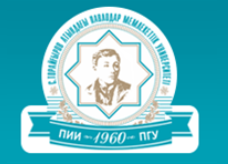 С.ТОРАЙҒЫРОВ АТЫНДАҒЫ ПАВЛОДАР МЕМЛЕКЕТТІК УНИВЕРСИТЕТІ
ПИИ 1960 ПГУ